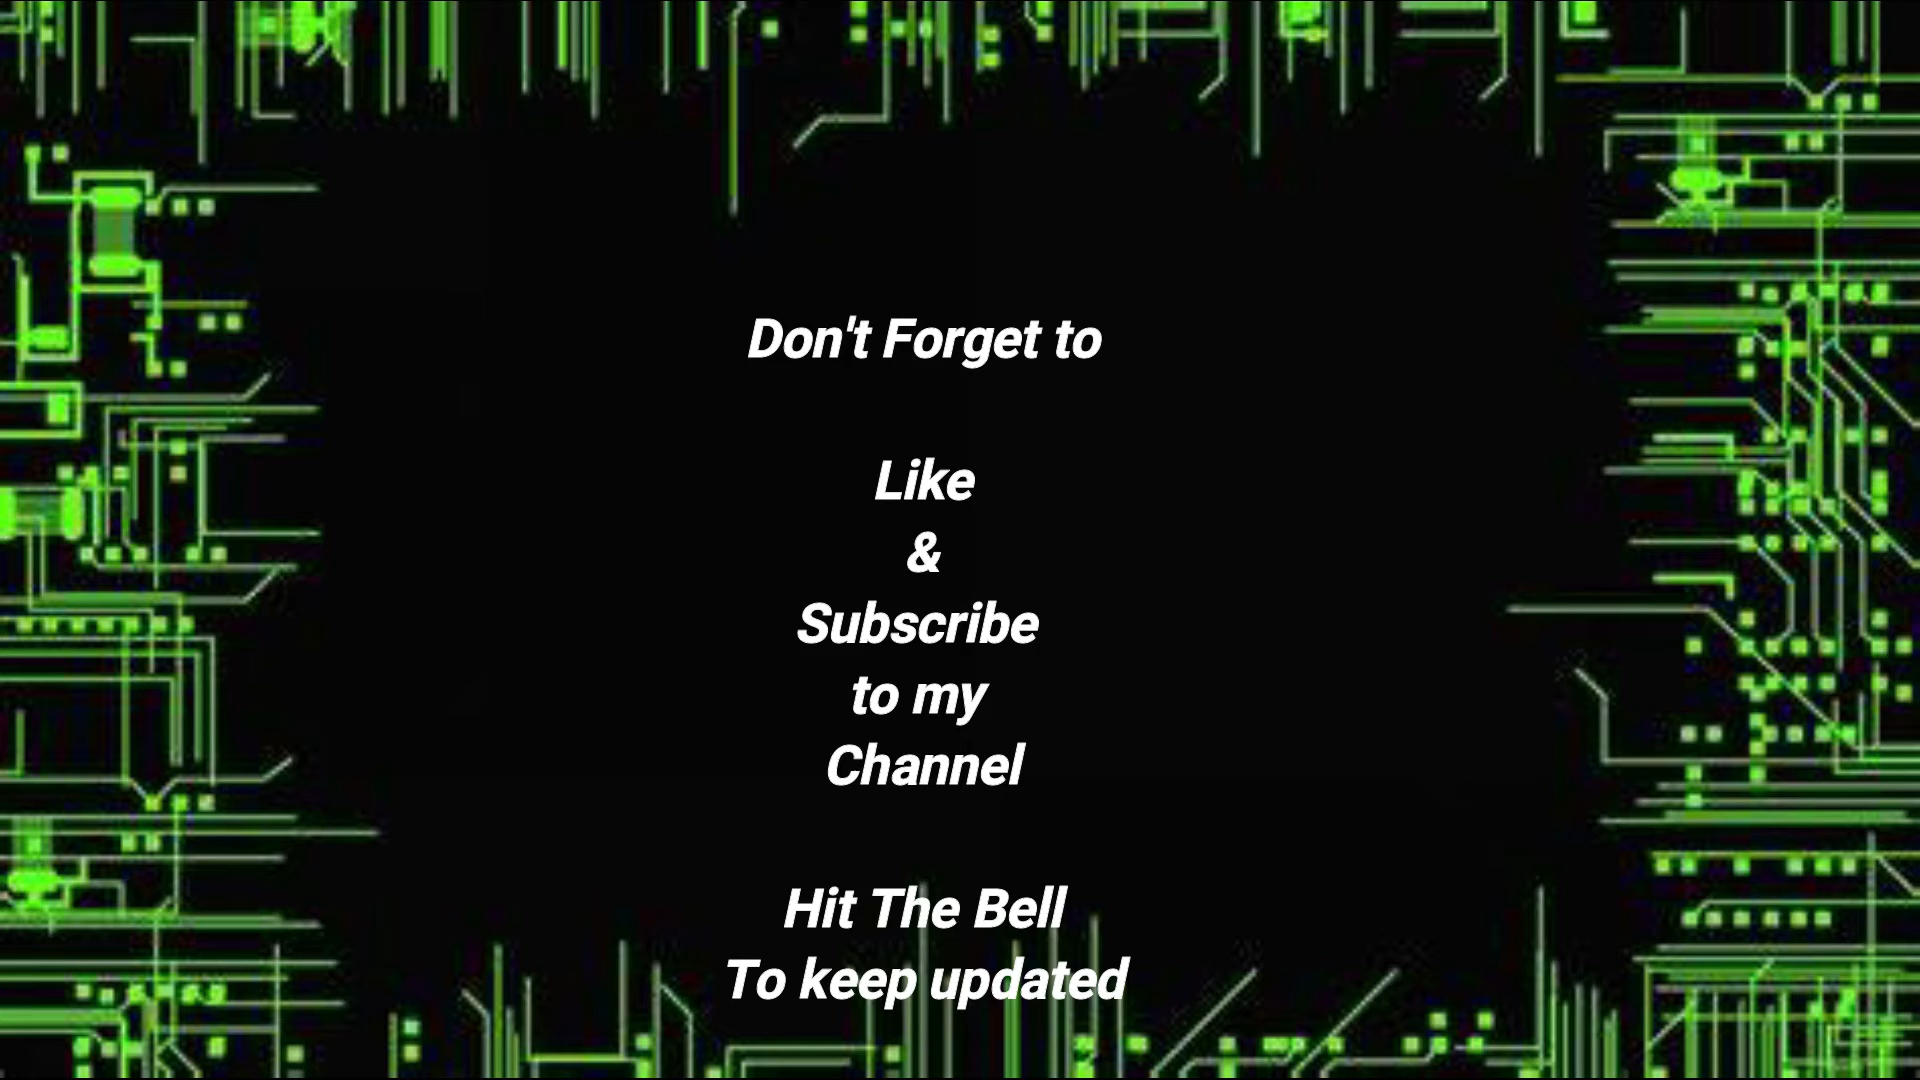 Don't Forget to
Like
&
Subscribe
to my
Channel
Hit The Bell
To keep updated